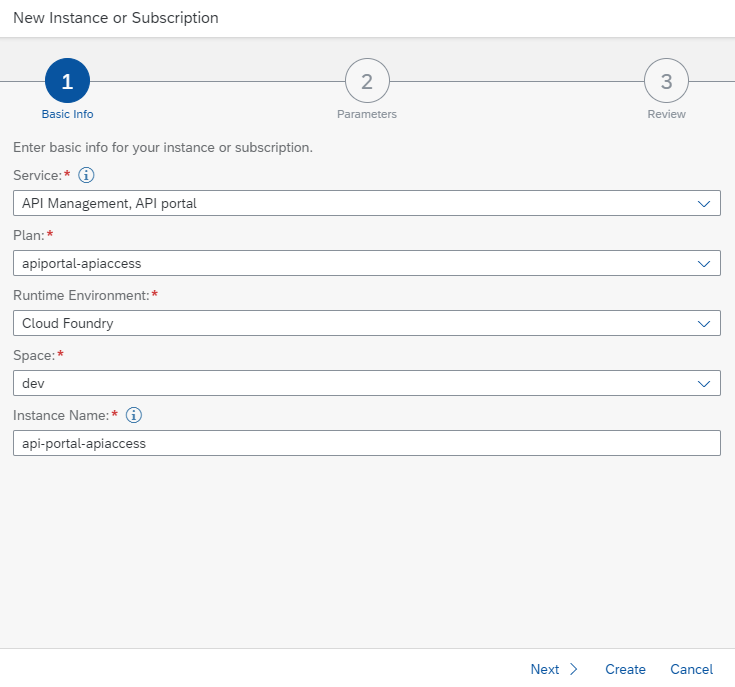 New Instance or Subscription
1 2 3
Basic Info Parameters Review
Enter basic info for your instance or subscription.
Service:* i
API Management, API portal
Plan:*
apiportal-apiaccess
Runtime Environment:*
Cloud Foundry
Space:*
dev
Instance Name:* i
api-portal-apiaccess
Next Create Cancel